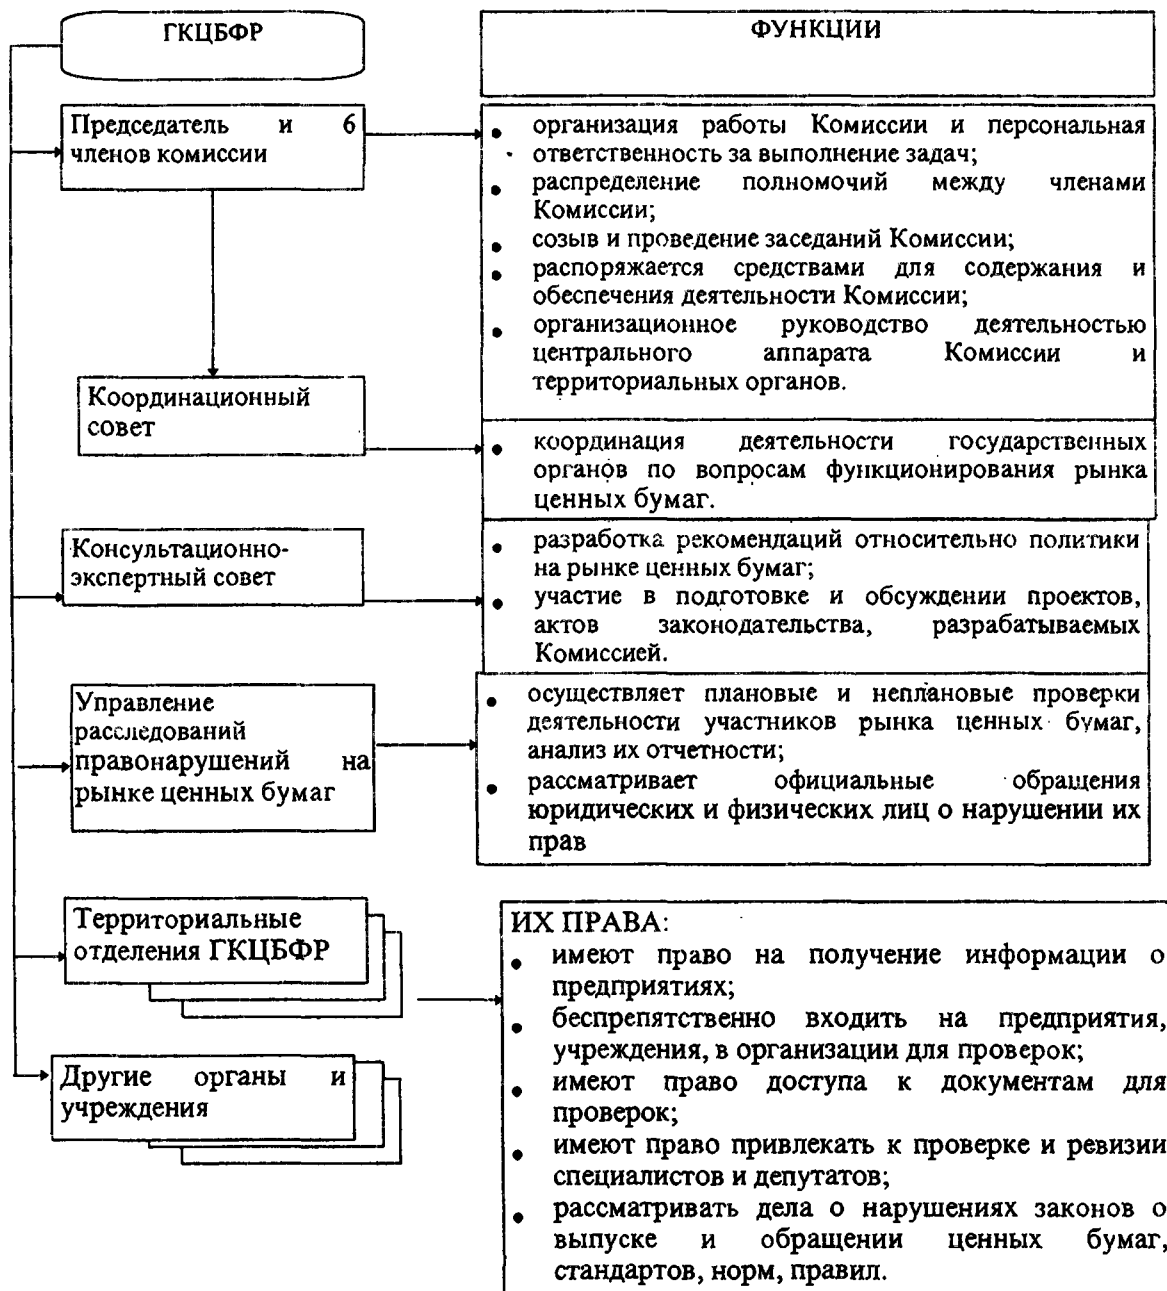 ГКЦБФР
ФУНКЦИИ
Председатель и 6
членов комиссии
• организация работы Комиссии и персональная
ответственность за выполнение задач;
• распределение полномочий между членами
Комиссии;
• созыв и проведение заседаний Комиссии;
• распоряжается средствами для содержания и
обеспечения деятельности Комиссии;
• организационное руководство деятельностью
центрального аппарата Комиссии и
территориальных органов.
Координационный
совет
• координация деятельности государственных
органов по вопросам функционирования рынка
ценных бумаг.
Консультационно-
экспертный совет
• разработка рекомендаций относительно политики
на рынке ценных бумаг;
• участие в подготовке и обсуждении проектов,
актов законодательства, разрабатываемых
Комиссией.
Управление
расследований
правонарушений на
рынке ценных бумаг
• осуществляет плановые и неплановые проверки
деятельности участников рынка ценных бумаг,
анализ их отчетности;
• рассматривает официальные обращения
юридических и физических лиц о нарушении их
прав
Территориальные
отделения ГКЦБФР
Другие органы и
учреждения
ИХ ПРАВА:
• имеют право на получение информации о
предприятиях;
• беспрепятственно входить на предприятия,
учреждения, в организации для проверок;
• имеют право доступа к документам для
проверок;
• имеют право привлекать к проверке и ревизии
специалистов и депутатов;
• рассматривать дела о нарушениях законов о
выпуске и обращении ценных бумаг,
стандартов, норм, правил.